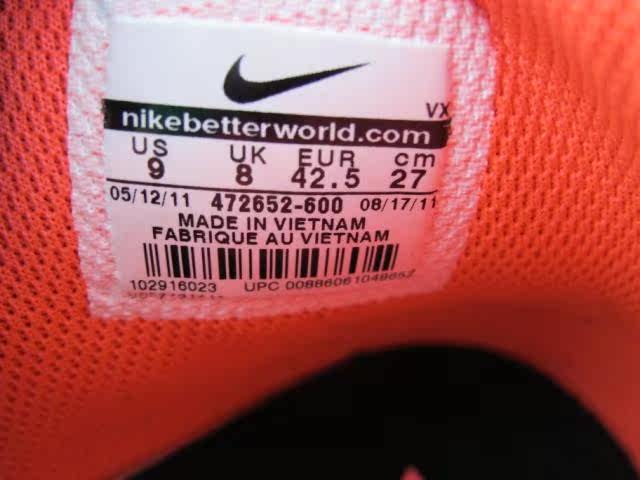 VX
nikebetterworld.com
US UK EUR cm
9 8 42.5 27
05/12/11 472652-600 08/17/11
MADE IN VIETNAM
FABRIQUE AU VIETNAM
102916023 UPC 00886061049652